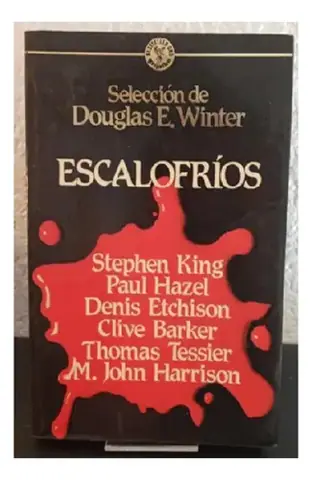 Selección de
Douglas E. Winter
ESCALOFRÍOS
Stephen King
Paul Hazel
Denis Etchison
Clive Barker
Thomas Tessier
M. John Harrison